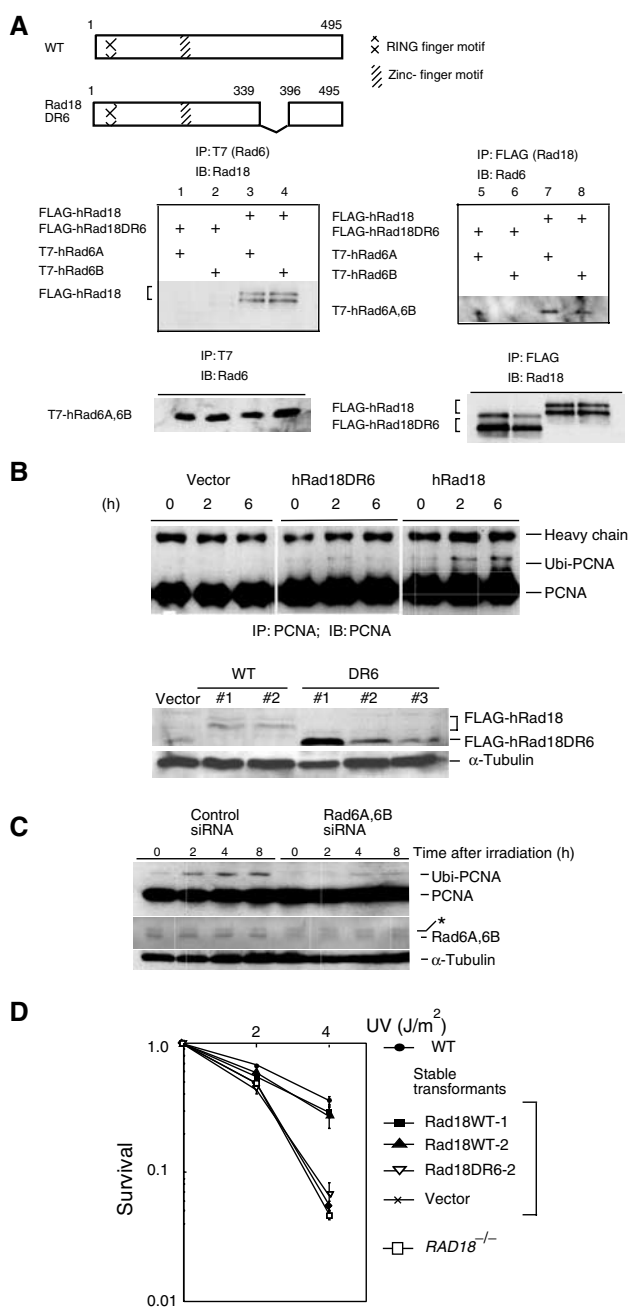 A
1 495
WT
RING finger motif
Zinc- finger motif
339 396 495
1
Rad18
DR6
IP: T7 (Rad6)
IB: Rad18
1 2 3 4
FLAG-hRad18 + +
FLAG-hRad18DR6 + +
T7-hRad6A + +
T7-hRad6B + +
FLAG-hRad18
IP: FLAG (Rad18)
IB: Rad6
5 6 7 8
FLAG-hRad18 + +
FLAG-hRad18DR6 + +
T7-hRad6A + +
T7-hRad6B + +
T7-hRad6A,6B
IP: T7
IB: Rad6
T7-hRad6A,6B
IP: FLAG
IB: Rad18
FLAG-hRad18
FLAG-hRad18DR6
B
Vector hRad18DR6 hRad18
(h) 0 2 6 0 2 6 0 2 6
Heavy chain
Ubi-PCNA
PCNA
IP: PCNA; IB: PCNA
WT DR6
Vector #1 #2 #1 #2 #3
FLAG-hRad18
FLAG-hRad18DR6
α-Tubulin
C
Control siRNA Rad6A,6B siRNA
0 2 4 8 0 2 4 8 Time after irradiation (h)
Ubi-PCNA
PCNA
*
Rad6A,6B
α-Tubulin
D
UV (J/m²)
2 4
1.0
0.1
0.01
Survival
WT
Stable
transformants
Rad18WT-1
Rad18WT-2
Rad18DR6-2
Vector
RAD18−/−